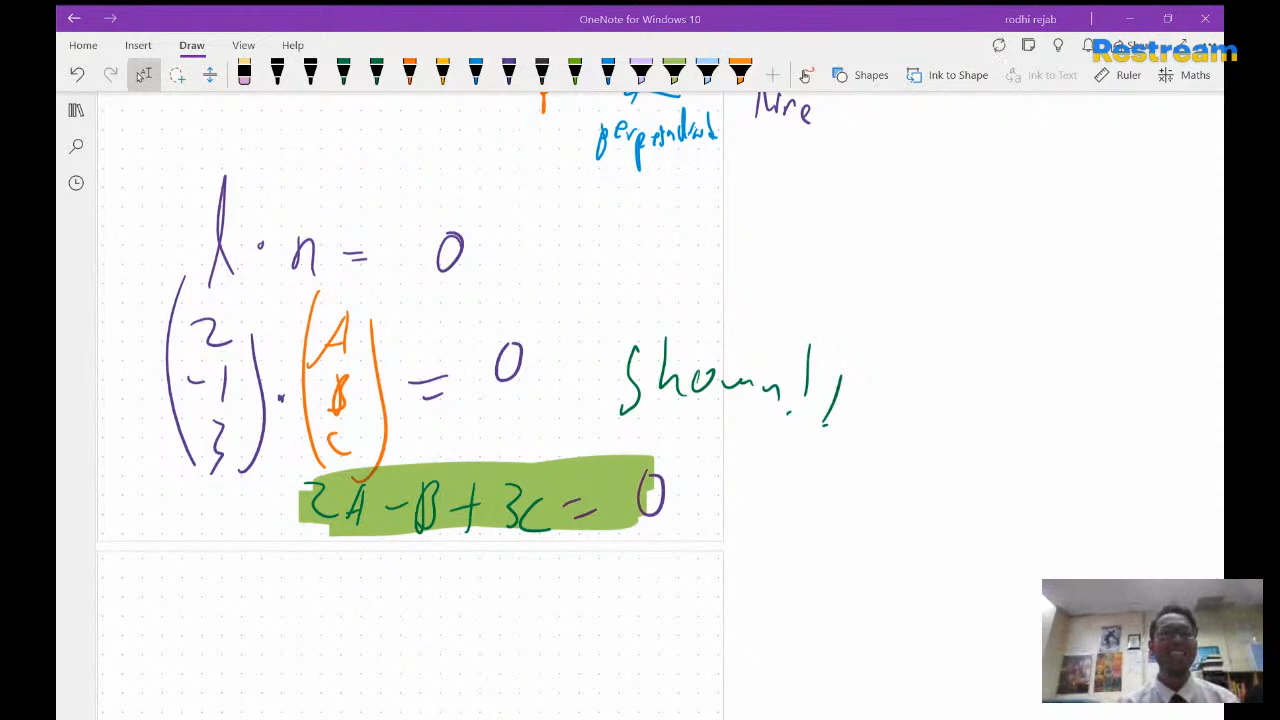 OneNote for Windows 10
rodhi rejab
Home Insert Draw View Help
Restream
Shapes Ink to Shape Ink to Text Ruler Maths
line
l · n = 0
(2 -1 3) · (A B C) = 0
Shown!,
2A - B + 3C = 0